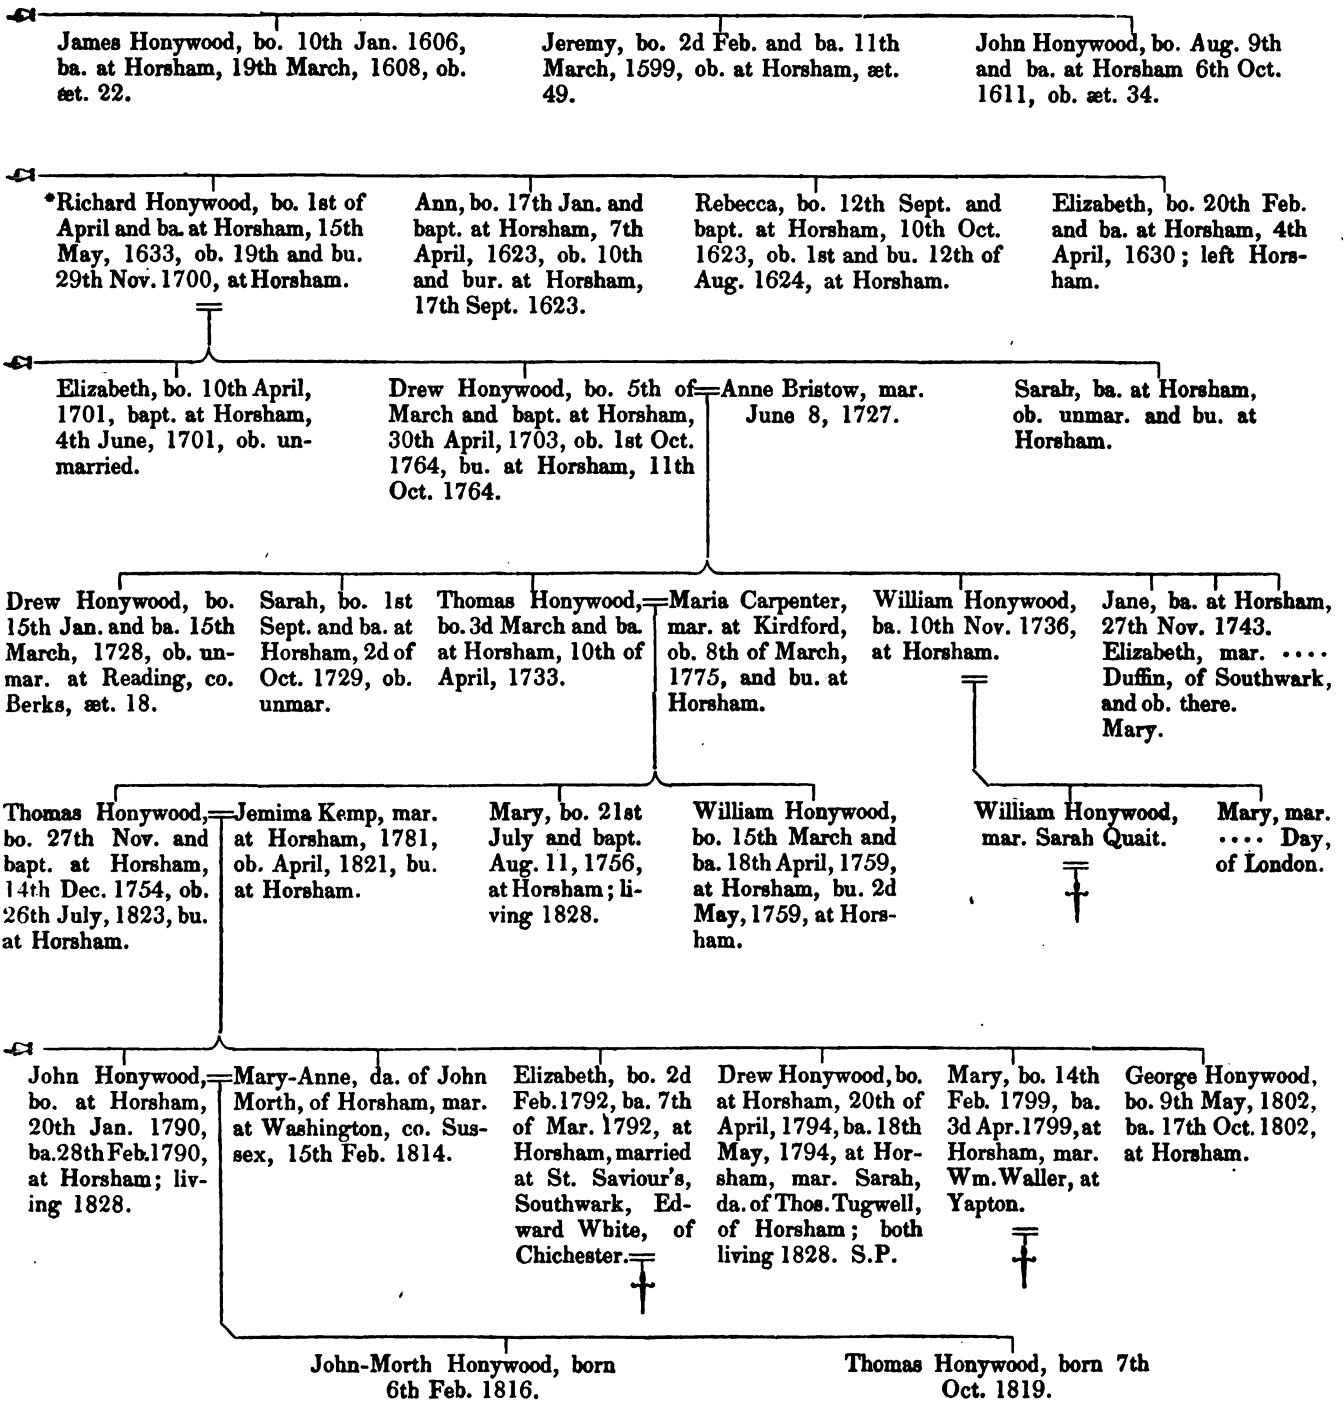 James Honywood, bo. 10th Jan. 1606,
ba. at Horsham, 19th March, 1608, ob.
æt. 22.
Jeremy, bo. 2d Feb. and ba. 11th
March, 1599, ob. at Horsham, æt.
49.
John Honywood, bo. Aug. 9th
and ba. at Horsham 6th Oct.
1611, ob. æt. 34.
*Richard Honywood, bo. 1st of
April and ba. at Horsham, 15th
May, 1633, ob. 19th and bu.
29th Nov. 1700, at Horsham.
Ann, bo. 17th Jan. and
bapt. at Horsham, 7th
April, 1623, ob. 10th
and bur. at Horsham,
17th Sept. 1623.
Rebecca, bo. 12th Sept. and
bapt. at Horsham, 10th Oct.
1623, ob. 1st and bu. 12th of
Aug. 1624, at Horsham.
Elizabeth, bo. 20th Feb.
and ba. at Horsham, 4th
April, 1630 ; left Hors-
ham.
Elizabeth, bo. 10th April,
1701, bapt. at Horsham,
4th June, 1701, ob. un-
married.
Drew Honywood, bo. 5th of
March and bapt. at Horsham,
30th April, 1703, ob. 1st Oct.
1764, bu. at Horsham, 11th
Oct. 1764.
Anne Bristow, mar.
June 8, 1727.
Sarah, ba. at Horsham,
ob. unmar. and bu. at
Horsham.
Drew Honywood, bo.
15th Jan. and ba. 15th
March, 1728, ob. un-
mar. at Reading, co.
Berks, æt. 18.
Sarah, bo. 1st
Sept. and ba. at
Horsham, 2d of
Oct. 1729, ob.
unmar.
Thomas Honywood,
bo. 3d March and ba.
at Horsham, 10th of
April, 1733.
Maria Carpenter,
mar. at Kirdford,
ob. 8th of March,
1775, and bu. at
Horsham.
William Honywood,
ba. 10th Nov. 1736,
at Horsham.
Jane, ba. at Horsham,
27th Nov. 1743.
Elizabeth, mar. ....
Duffin, of Southwark,
and ob. there.
Mary.
Thomas Honywood,
bo. 27th Nov. and
bapt. at Horsham,
14th Dec. 1754, ob.
26th July, 1823, bu.
at Horsham.
Jemima Kemp, mar.
at Horsham, 1781,
ob. April, 1821, bu.
at Horsham.
Mary, bo. 21st
July and bapt.
Aug. 11, 1756,
at Horsham ; li-
ving 1828.
William Honywood,
bo. 15th March and
ba. 18th April, 1759,
at Horsham, bu. 2d
May, 1759, at Hors-
ham.
William Honywood,
mar. Sarah Quait.
Mary, mar.
.... Day,
of London.
John Honywood,
bo. at Horsham,
20th Jan. 1790,
ba. 28th Feb. 1790,
at Horsham; liv-
ing 1828.
Mary-Anne, da. of John
Morth, of Horsham, mar.
at Washington, co. Sus-
sex, 15th Feb. 1814.
Elizabeth, bo. 2d
Feb. 1792, ba. 7th
of Mar. 1792, at
Horsham, married
at St. Saviour's,
Southwark, Ed-
ward White, of
Chichester.
Drew Honywood, bo.
at Horsham, 20th of
April, 1794, ba. 18th
May, 1794, at Hor-
sham, mar. Sarah,
da. of Thos. Tugwell,
of Horsham ; both
living 1828. S.P.
Mary, bo. 14th
Feb. 1799, ba.
3d Apr. 1799, at
Horsham, mar.
Wm. Waller, at
Yapton.
George Honywood,
bo. 9th May, 1802,
ba. 17th Oct. 1802,
at Horsham.
John-Morth Honywood, born
6th Feb. 1816.
Thomas Honywood, born 7th
Oct. 1819.